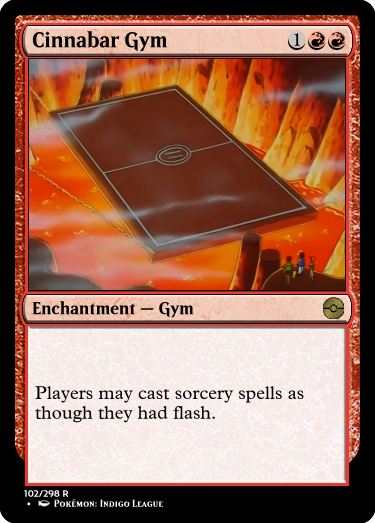 Cinnabar Gym 1
Enchantment — Gym
Players may cast sorcery spells as
though they had flash.
102/298 R
• Pokémon: Indigo League